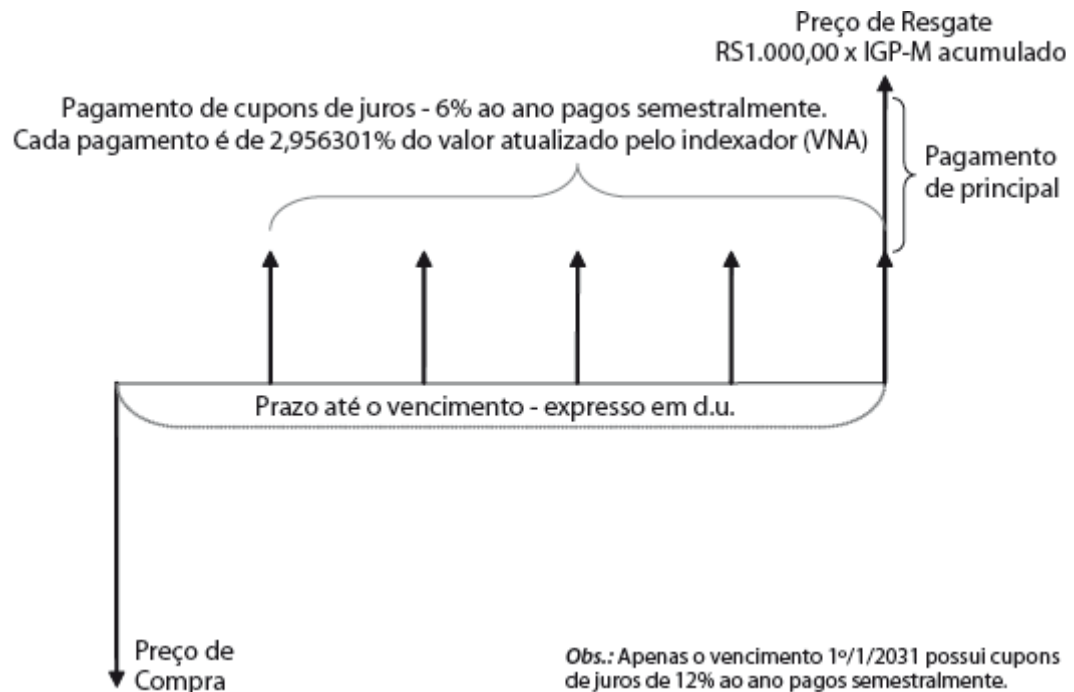 Preço de Resgate
RS1.000,00 x IGP-M acumulado
Pagamento de cupons de juros - 6% ao ano pagos semestralmente.
Cada pagamento é de 2,956301% do valor atualizado pelo indexador (VNA)
Pagamento
de principal
Prazo até o vencimento - expresso em d.u.
Preço de
Compra
Obs.: Apenas o vencimento 1º/1/2031 possui cupons
de juros de 12% ao ano pagos semestralmente.